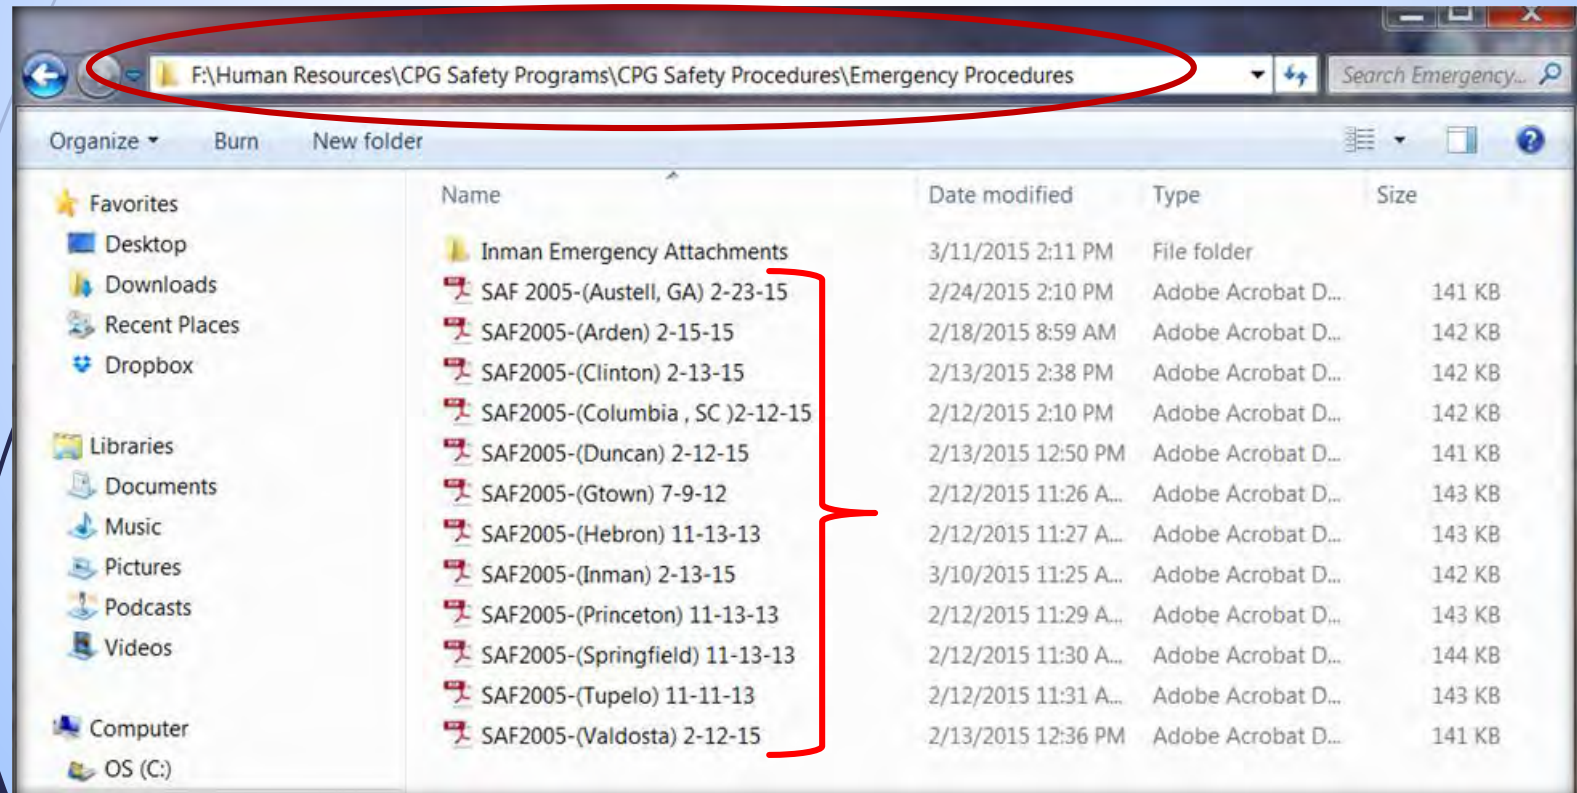 F:\Human Resources\CPG Safety Programs\CPG Safety Procedures\Emergency Procedures
Search Emergency...
Organize Burn New folder
Name Date modified Type Size
Favorites
Desktop
Downloads
Recent Places
Dropbox
Libraries
Documents
Music
Pictures
Podcasts
Videos
Computer
OS (C:)
Inman Emergency Attachments 3/11/2015 2:11 PM File folder
SAF 2005-(Austell, GA) 2-23-15 2/24/2015 2:10 PM Adobe Acrobat D... 141 KB
SAF2005-(Arden) 2-15-15 2/18/2015 8:59 AM Adobe Acrobat D... 142 KB
SAF2005-(Clinton) 2-13-15 2/13/2015 2:38 PM Adobe Acrobat D... 142 KB
SAF2005-(Columbia , SC )2-12-15 2/12/2015 2:10 PM Adobe Acrobat D... 142 KB
SAF2005-(Duncan) 2-12-15 2/13/2015 12:50 PM Adobe Acrobat D... 141 KB
SAF2005-(Gtown) 7-9-12 2/12/2015 11:26 A... Adobe Acrobat D... 143 KB
SAF2005-(Hebron) 11-13-13 2/12/2015 11:27 A... Adobe Acrobat D... 143 KB
SAF2005-(Inman) 2-13-15 3/10/2015 11:25 A... Adobe Acrobat D... 142 KB
SAF2005-(Princeton) 11-13-13 2/12/2015 11:29 A... Adobe Acrobat D... 143 KB
SAF2005-(Springfield) 11-13-13 2/12/2015 11:30 A... Adobe Acrobat D... 144 KB
SAF2005-(Tupelo) 11-11-13 2/12/2015 11:31 A... Adobe Acrobat D... 143 KB
SAF2005-(Valdosta) 2-12-15 2/13/2015 12:36 PM Adobe Acrobat D... 141 KB